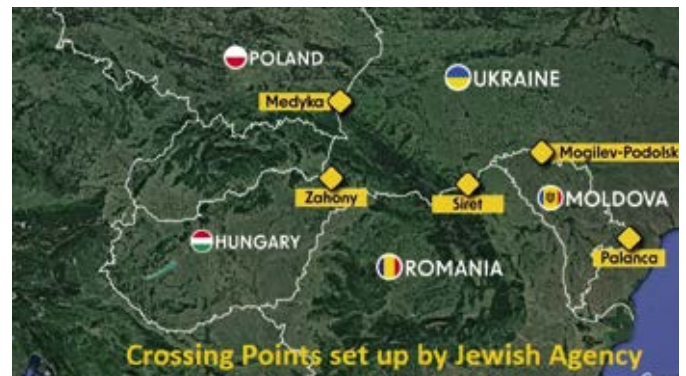 POLAND
UKRAINE
Medyka
Mogilev-Podolsk
Zahony
Siret
MOLDOVA
HUNGARY
Palanca
ROMANIA
Crossing Points set up by Jewish Agency